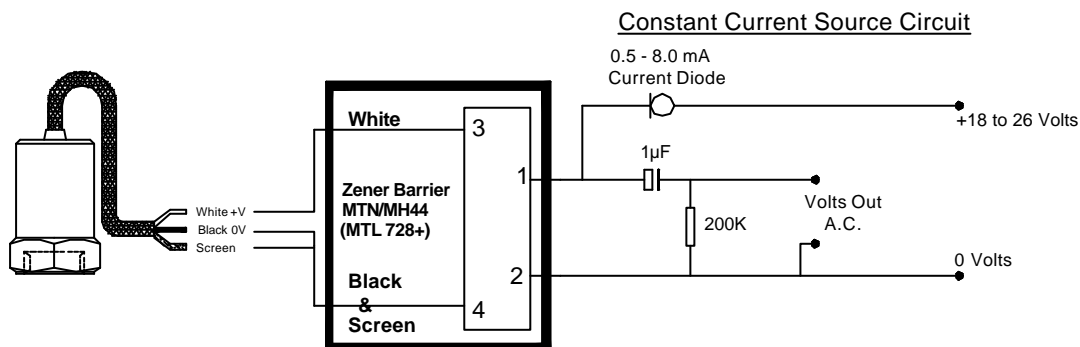 Constant Current Source Circuit
0.5 - 8.0 mA
Current Diode
+18 to 26 Volts
White
3
1µF
1
Zener Barrier
MTN/MH44
(MTL 728+)
White +V
Black 0V
Screen
200K
Volts Out
A.C.
2
0 Volts
Black
&
Screen
4